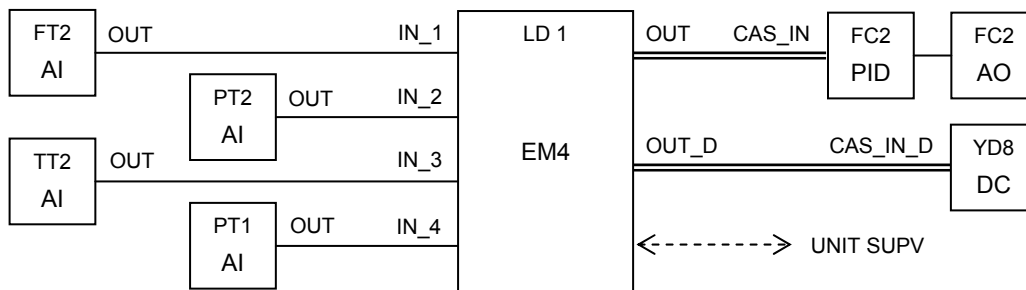 FT2
AI
OUT
IN_1
PT2
AI
OUT
IN_2
TT2
AI
OUT
IN_3
PT1
AI
OUT
IN_4
LD 1
EM4
OUT
CAS_IN
FC2
PID
FC2
AO
OUT_D
CAS_IN_D
YD8
DC
UNIT SUPV